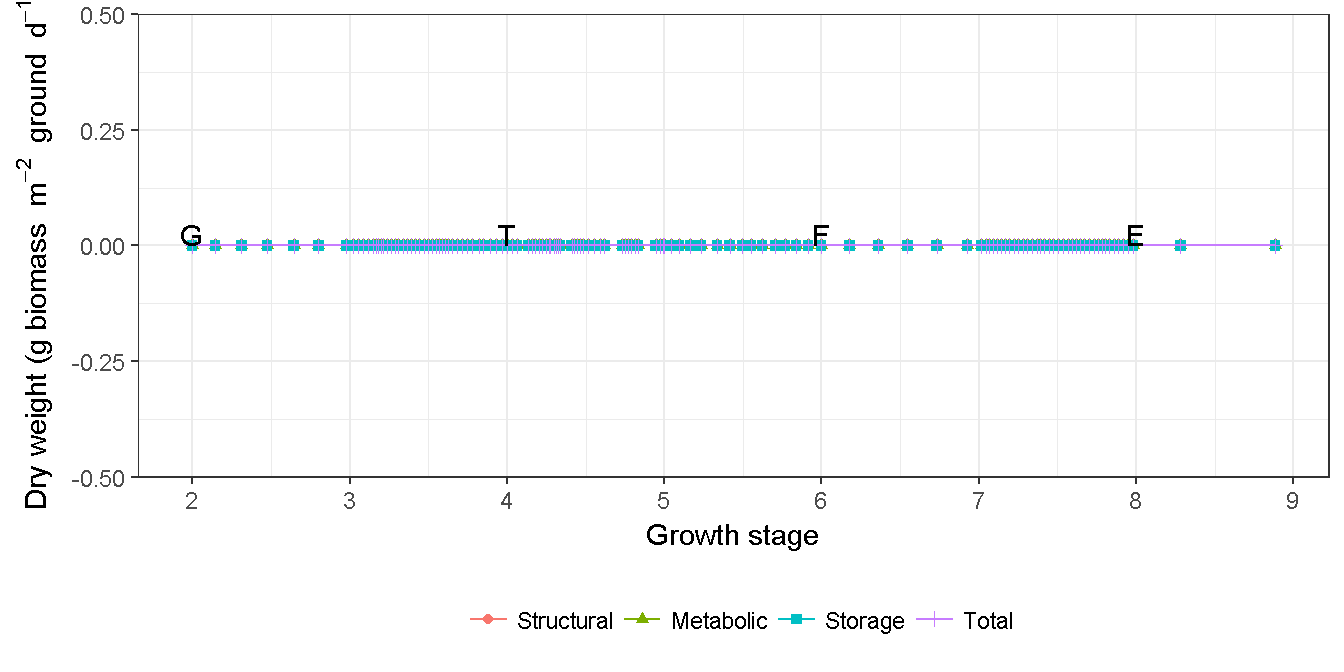 Dry weight (g biomass m⁻² ground d⁻¹
0.50
0.25
0.00
-0.25
-0.50
G T F E
2 3 4 5 6 7 8 9
Growth stage
Structural Metabolic Storage Total